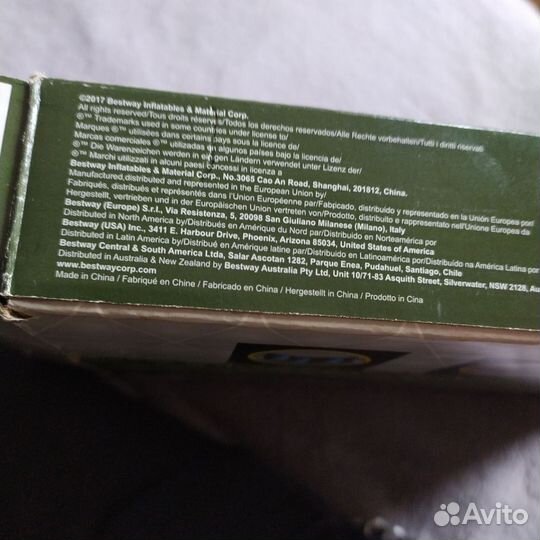 ©2017 Bestway Inflatables & Material Corp.
All rights reserved/Tous droits réservés/Todos los derechos reservados/Alle Rechte vorbehalten/Tutti i diritti riservati
®™ Trademarks used in some countries under license to/
Marques ®™ utilisées dans certains pays sous la licence de/
Marcas comerciales ®™ utilizadas en algunos países bajo la licencia de/
®™ Die Warenzeichen werden in einigen Ländern verwendet unter Lizenz der/
®™ Marchi utilizzati in alcuni paesi concessi in licenza a
Bestway Inflatables & Material Corp., No.3065 Cao An Road, Shanghai, 201812, China.
Manufactured,distributed and represented in the European Union by/
Fabriqués, distribués et représentés dans l'Union Européenne par/Fabricado, distribuido y representado en la Unión Europea por/
Hergestellt, vertrieben und in der Europäischen Union vertreten von/Prodotto, distribuito e rappresentato nell'Unione Europea da
Bestway (Europe) S.r.l., Via Resistenza, 5, 20098 San Giuliano Milanese (Milano), Italy
Distributed in North America by/Distribués en Amérique du Nord par/Distribuido en Norteamérica por
Bestway (USA) Inc., 3411 E. Harbour Drive, Phoenix, Arizona 85034, United States of America
Distributed in Latin America by/Distribué en Amérique latine par/Distribuido en Latinoamérica por/Distribuído na América Latina por
Bestway Central & South America Ltda, Salar Ascotan 1282, Parque Enea, Pudahuel, Santiago, Chile
Distributed in Australia & New Zealand by Bestway Australia Pty Ltd, Unit 10/71-83 Asquith Street, Silverwater, NSW 2128, Au
www.bestwaycorp.com
Made in China / Fabriqué en Chine / Fabricado en China / Hergestellt in China / Prodotto in Cina
Avito